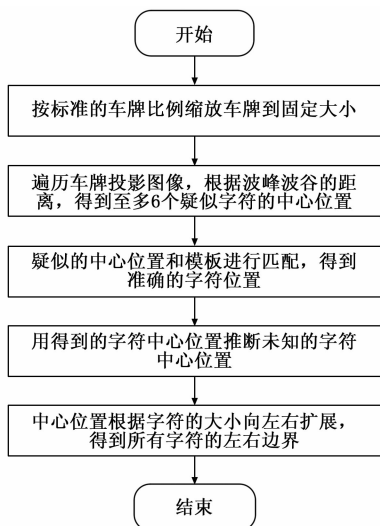 开始
按标准的车牌比例缩放车牌到固定大小
遍历车牌投影图像，根据波峰波谷的距
离，得到至多6个疑似字符的中心位置
疑似的中心位置和模板进行匹配，得到
准确的字符位置
用得到的字符中心位置推断未知的字符
中心位置
中心位置根据字符的大小向左右扩展，
得到所有字符的左右边界
结束